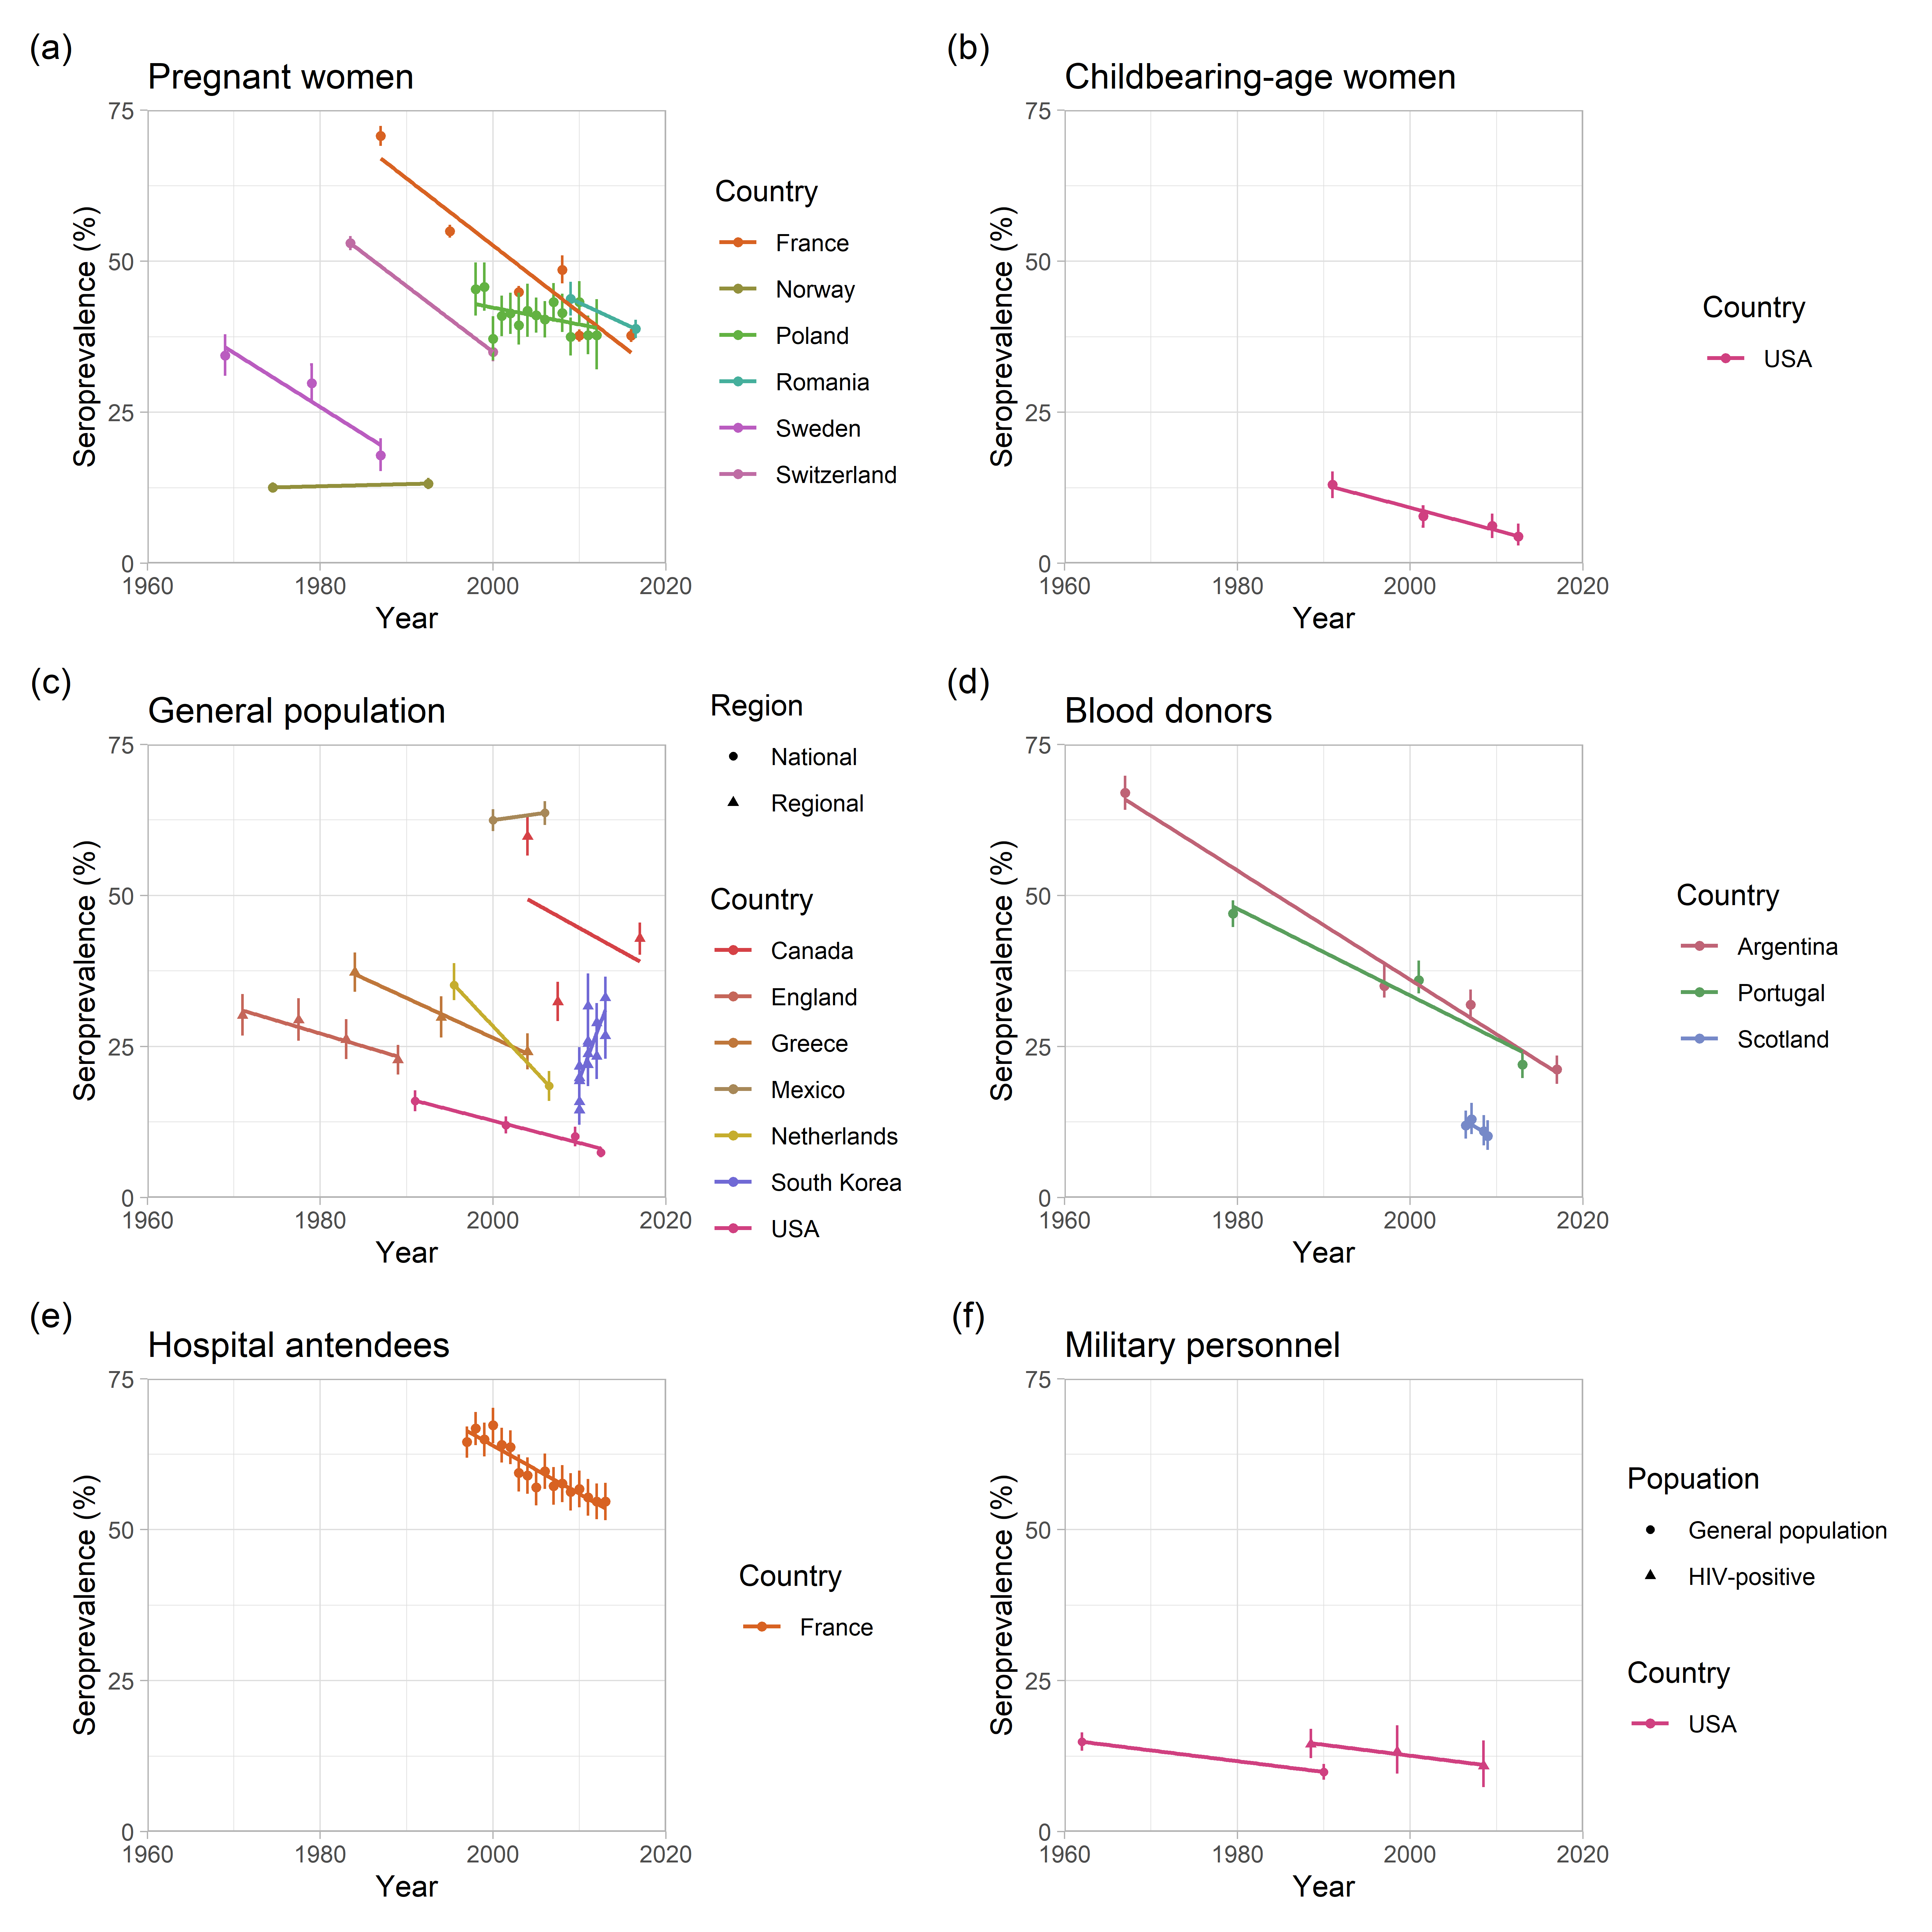 (a)
Pregnant women
75
50
25
0
1960 1980 2000 2020
Seroprevalence (%)
Year
Country
France
Norway
Poland
Romania
Sweden
Switzerland
(b)
Childbearing-age women
75
50
25
0
1960 1980 2000 2020
Seroprevalence (%)
Year
Country
USA
(c)
General population
75
50
25
0
1960 1980 2000 2020
Seroprevalence (%)
Year
Region
National
Regional
Country
Canada
England
Greece
Mexico
Netherlands
South Korea
USA
(d)
Blood donors
75
50
25
0
1960 1980 2000 2020
Seroprevalence (%)
Year
Country
Argentina
Portugal
Scotland
(e)
Hospital antendees
75
50
25
0
1960 1980 2000 2020
Seroprevalence (%)
Year
Country
France
(f)
Military personnel
75
50
25
0
1960 1980 2000 2020
Seroprevalence (%)
Year
Popuation
General population
HIV-positive
Country
USA